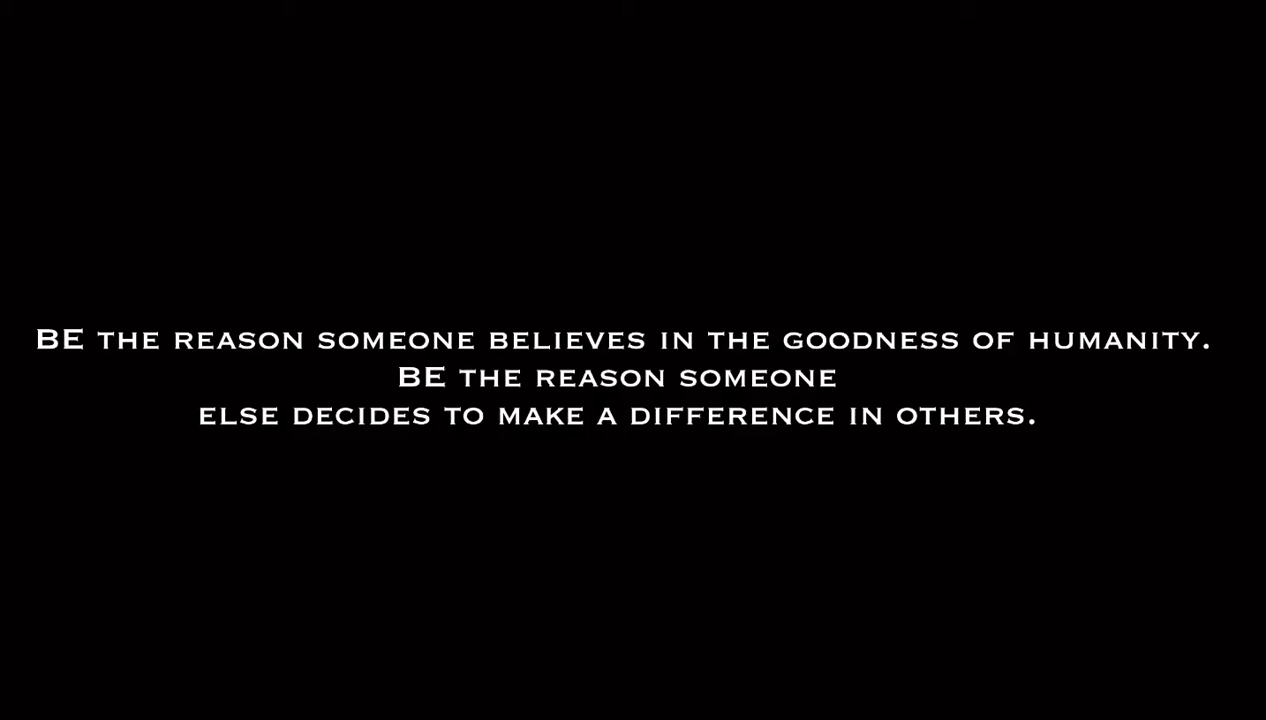 BE THE REASON SOMEONE BELIEVES IN THE GOODNESS OF HUMANITY.
BE THE REASON SOMEONE
ELSE DECIDES TO MAKE A DIFFERENCE IN OTHERS.